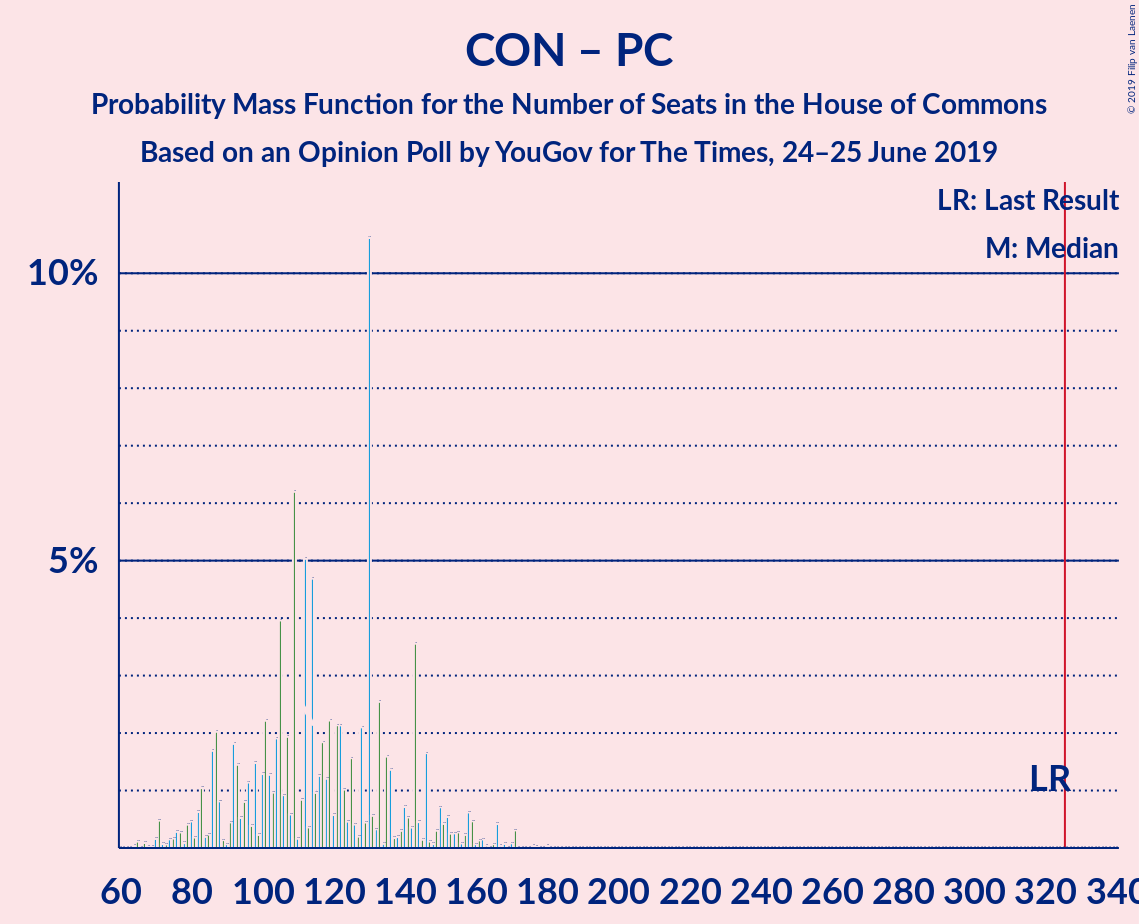 CON – PC
Probability Mass Function for the Number of Seats in the House of Commons
Based on an Opinion Poll by YouGov for The Times, 24–25 June 2019
© 2019 Filip van Laenen
LR: Last Result
M: Median
10%
5%
LR
60 80 100 120 140 160 180 200 220 240 260 280 300 320 340